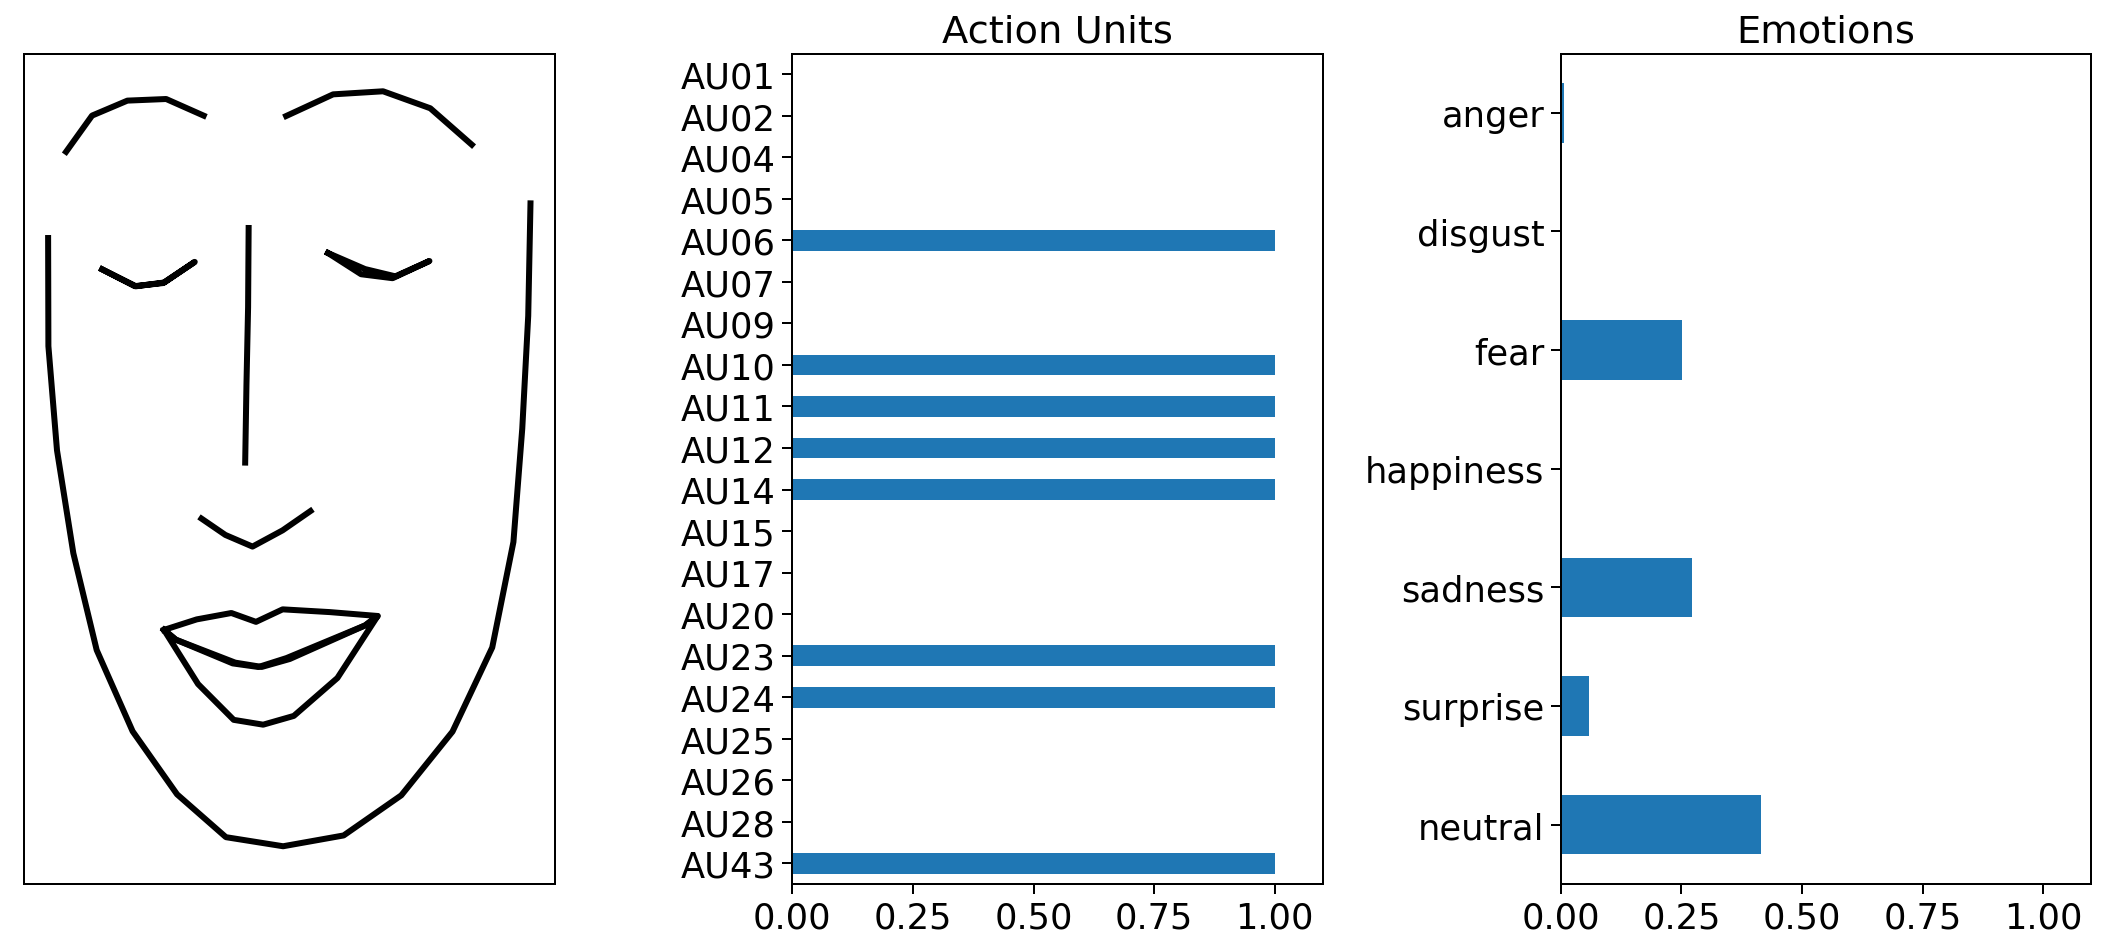 Action Units
AU01
AU02
AU04
AU05
AU06
AU07
AU09
AU10
AU11
AU12
AU14
AU15
AU17
AU20
AU23
AU24
AU25
AU26
AU28
AU43
0.00 0.25 0.50 0.75 1.00
Emotions
anger
disgust
fear
happiness
sadness
surprise
neutral
0.00 0.25 0.50 0.75 1.00